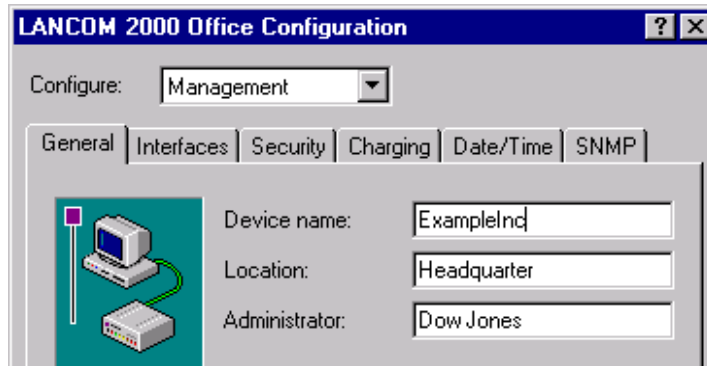 LANCOM 2000 Office Configuration
Configure: Management
General Interfaces Security Charging Date/Time SNMP
Device name: ExampleInc
Location: Headquarter
Administrator: Dow Jones